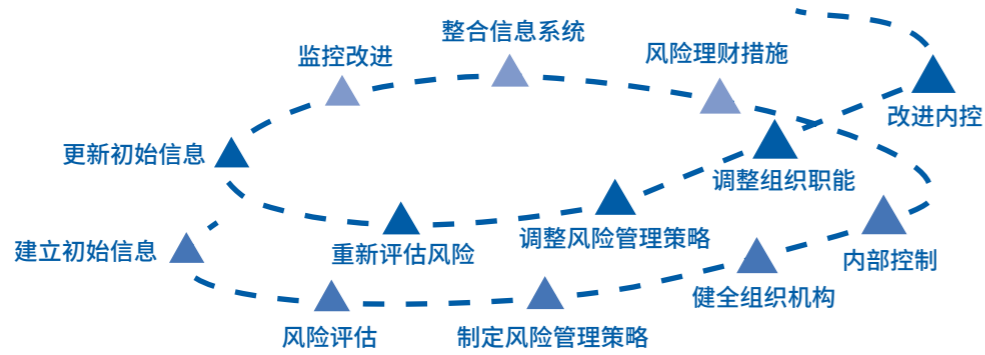 整合信息系统
监控改进
风险理财措施
改进内控
更新初始信息
调整组织职能
重新评估风险
调整风险管理策略
建立初始信息
内部控制
健全组织机构
风险评估
制定风险管理策略